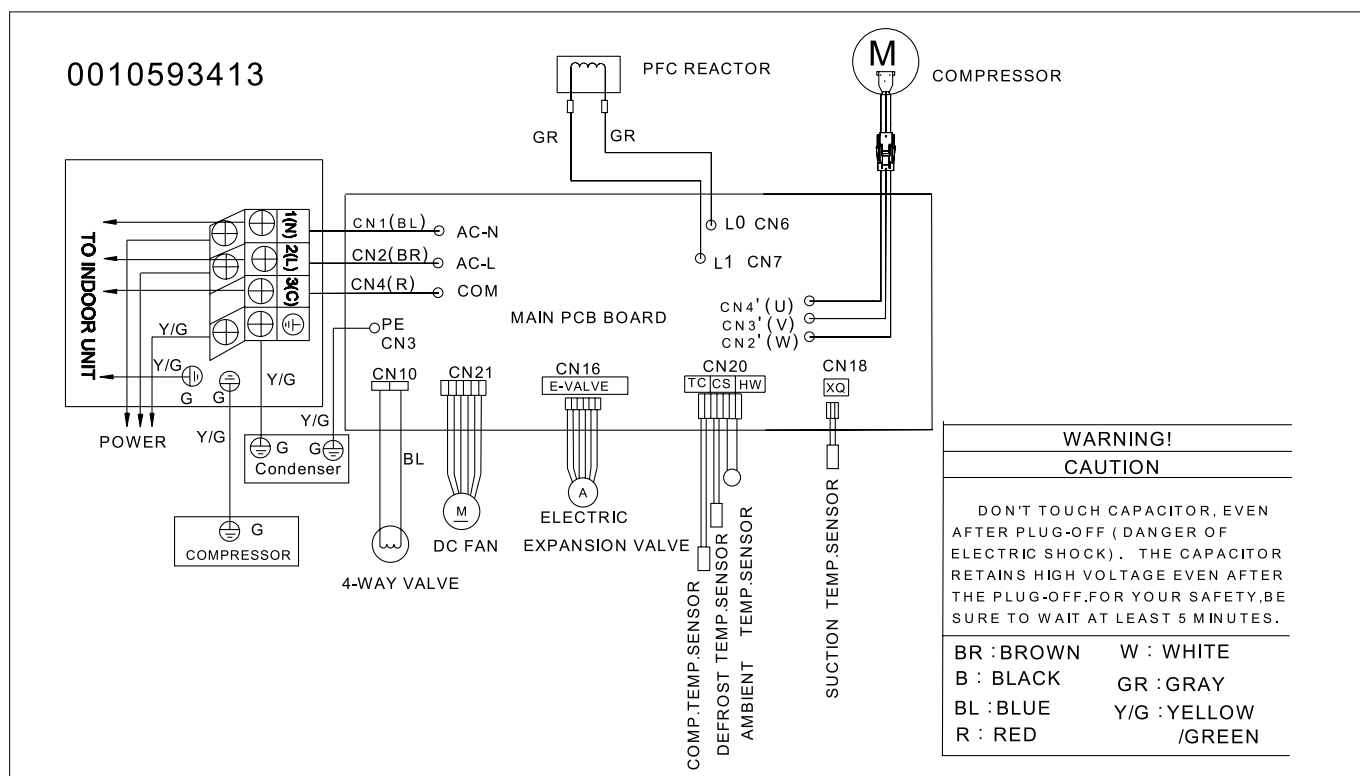 0010593413
PFC REACTOR
M
COMPRESSOR
GR
GR
1(N)
2(L)
3(C)
TO INDOOR UNIT
CN1(BL)
AC-N
CN2(BR)
AC-L
CN4(R)
COM
L0 CN6
L1 CN7
MAIN PCB BOARD
CN4'(U)
CN3'(V)
CN2'(W)
PE
CN3
Y/G
Y/G
Y/G
G
G
POWER
Y/G
Y/G
G
G
Condenser
G
COMPRESSOR
CN10
CN21
CN16
E-VALVE
CN20
TC CS HW
CN18
XQ
BL
M
A
4-WAY VALVE
DC FAN
ELECTRIC
EXPANSION VALVE
COMP.TEMP.SENSOR
DEFROST TEMP.SENSOR
AMBIENT TEMP.SENSOR
SUCTION TEMP.SENSOR
WARNING!
CAUTION
DON'T TOUCH CAPACITOR, EVEN
AFTER PLUG-OFF (DANGER OF
ELECTRIC SHOCK). THE CAPACITOR
RETAINS HIGH VOLTAGE EVEN AFTER
THE PLUG-OFF.FOR YOUR SAFETY,BE
SURE TO WAIT AT LEAST 5 MINUTES.
BR : BROWN W : WHITE
B : BLACK GR : GRAY
BL : BLUE Y/G : YELLOW
R : RED /GREEN